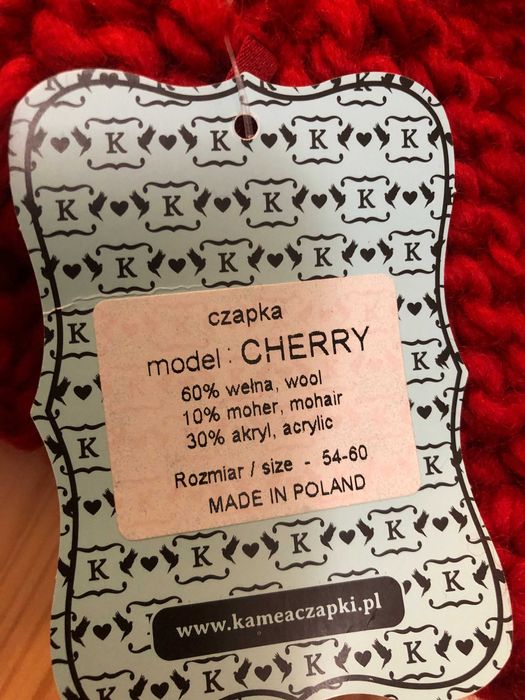 K K K K
K K K
K K K K
czapka
model : CHERRY
60% wełna, wool
10% moher, mohair
30% akryl, acrylic
Rozmiar / size - 54-60
MADE IN POLAND
K K
K K
K K K K
K
www.kameaczapki.pl
K K K